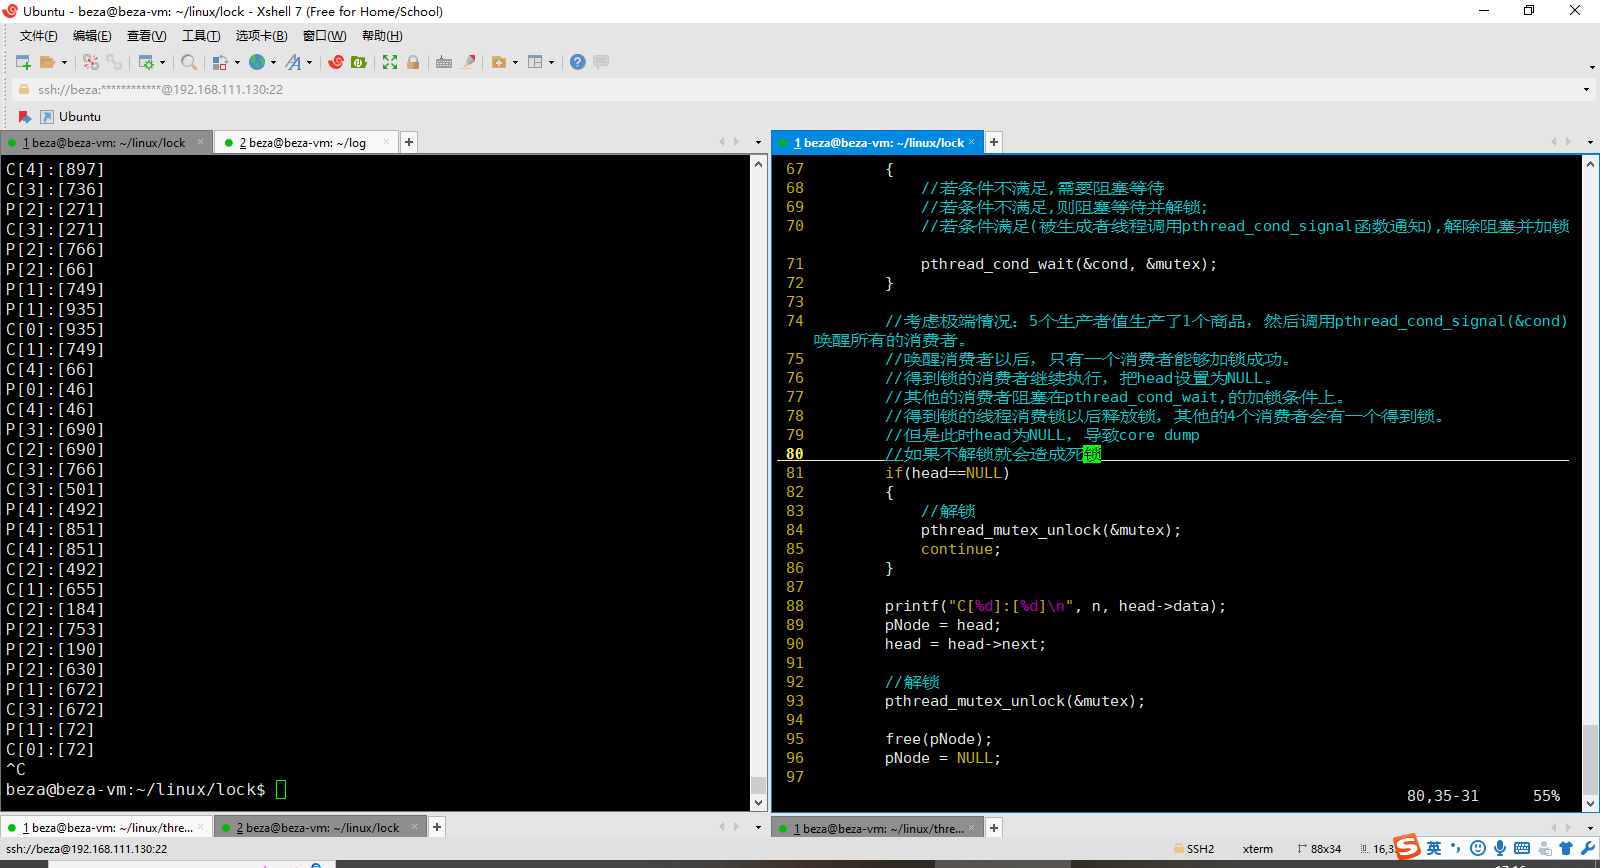 Ubuntu - beza@beza-vm: ~/linux/lock - Xshell 7 (Free for Home/School)
文件(F) 编辑(E) 查看(V) 工具(T) 选项卡(B) 窗口(W) 帮助(H)
ssh://beza:************@192.168.111.130:22
Ubuntu
1 beza@beza-vm: ~/linux/lock × 2 beza@beza-vm: ~/log × +
C[4]:[897]
C[3]:[736]
P[2]:[271]
C[3]:[271]
P[2]:[766]
P[2]:[66]
P[1]:[749]
P[1]:[935]
C[0]:[935]
C[1]:[749]
C[4]:[66]
P[0]:[46]
C[4]:[46]
P[3]:[690]
C[2]:[690]
C[3]:[766]
C[3]:[501]
P[4]:[492]
P[4]:[851]
C[4]:[851]
C[2]:[492]
C[1]:[655]
C[2]:[184]
P[2]:[753]
P[2]:[190]
P[2]:[630]
P[1]:[672]
C[3]:[672]
P[1]:[72]
C[0]:[72]
^C
beza@beza-vm:~/linux/lock$
1 beza@beza-vm: ~/linux/thre... × 2 beza@beza-vm: ~/linux/lock × +
1 beza@beza-vm: ~/linux/lock × +
67 {
68 //若条件不满足,需要阻塞等待
69 //若条件不满足,则阻塞等待并解锁;
70 //若条件满足(被生成者线程调用pthread_cond_signal函数通知),解除阻塞并加锁
71 pthread_cond_wait(&cond, &mutex);
72 }
73
74 //考虑极端情况：5个生产者值生产了1个商品，然后调用pthread_cond_signal(&cond)
唤醒所有的消费者。
75 //唤醒消费者以后，只有一个消费者能够加锁成功。
76 //得到锁的消费者继续执行，把head设置为NULL。
77 //其他的消费者阻塞在pthread_cond_wait,的加锁条件上。
78 //得到锁的线程消费锁以后释放锁，其他的4个消费者会有一个得到锁。
79 //但是此时head为NULL，导致core dump
80 //如果不解锁就会造成死锁
81 if(head==NULL)
82 {
83 //解锁
84 pthread_mutex_unlock(&mutex);
85 continue;
86 }
87
88 printf("C[%d]:[%d]\n", n, head->data);
89 pNode = head;
90 head = head->next;
91
92 //解锁
93 pthread_mutex_unlock(&mutex);
94
95 free(pNode);
96 pNode = NULL;
97
80,35-31 55%
1 beza@beza-vm: ~/linux/thre... × +
ssh://beza@192.168.111.130:22 SSH2 xterm 88x34 16,3 英